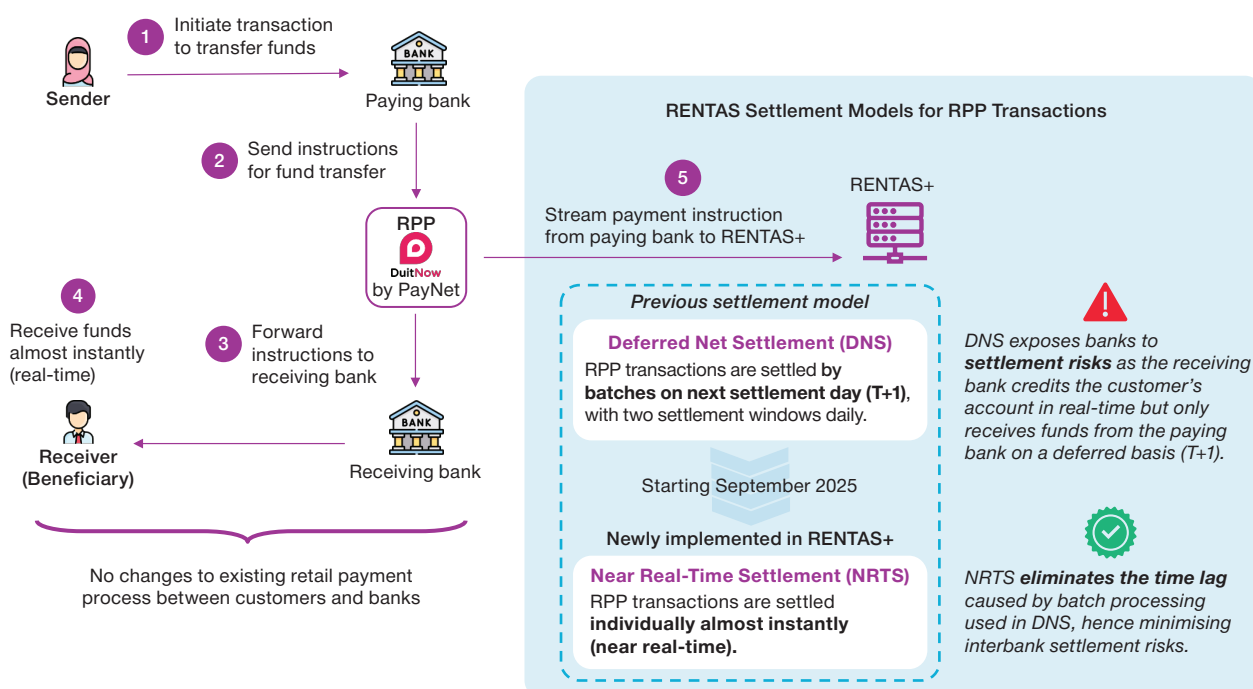 1
Initiate transaction
to transfer funds
Sender
BANK
Paying bank
2
Send instructions
for fund transfer
RPP
DuitNow
by PayNet
3
Forward
instructions to
receiving bank
BANK
Receiving bank
4
Receive funds
almost instantly
(real-time)
Receiver
(Beneficiary)
No changes to existing retail payment
process between customers and banks
RENTAS Settlement Models for RPP Transactions
5
Stream payment instruction
from paying bank to RENTAS+
RENTAS+
Previous settlement model
Deferred Net Settlement (DNS)
RPP transactions are settled by
batches on next settlement day (T+1),
with two settlement windows daily.
Starting September 2025
Newly implemented in RENTAS+
Near Real-Time Settlement (NRTS)
RPP transactions are settled
individually almost instantly
(near real-time).
DNS exposes banks to
settlement risks as the receiving
bank credits the customer's
account in real-time but only
receives funds from the paying
bank on a deferred basis (T+1).
NRTS eliminates the time lag
caused by batch processing
used in DNS, hence minimising
interbank settlement risks.